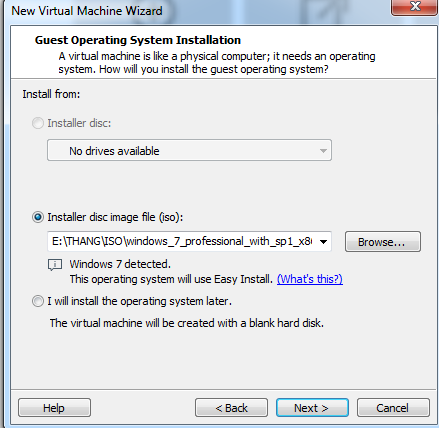 New Virtual Machine Wizard
Guest Operating System Installation
A virtual machine is like a physical computer; it needs an operating
system. How will you install the guest operating system?
Install from:
Installer disc:
No drives available
Installer disc image file (iso):
E:\THANG\ISO\windows_7_professional_with_sp1_x8
Browse...
Windows 7 detected.
This operating system will use Easy Install. (What's this?)
I will install the operating system later.
The virtual machine will be created with a blank hard disk.
Help
< Back
Next >
Cancel